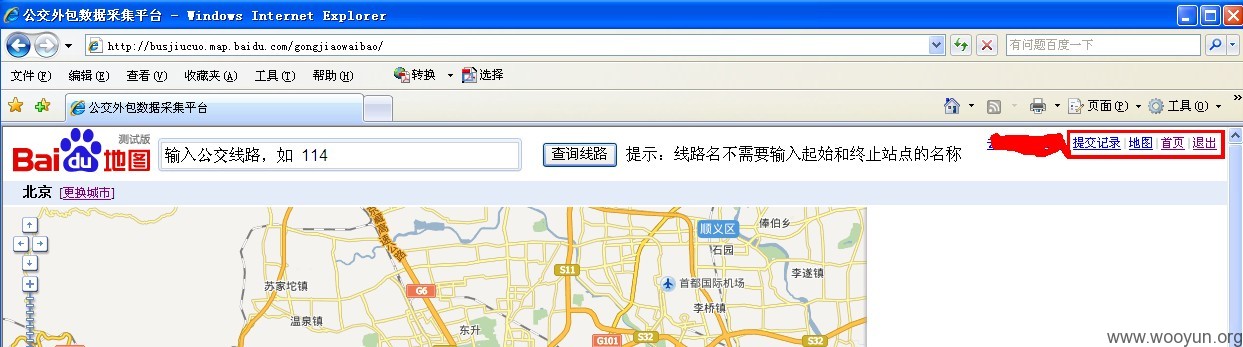 公交外包数据采集平台 - Windows Internet Explorer
http://busjiucuo.map.baidu.com/gongjiaowaibao/
有问题百度一下
文件(F) 编辑(E) 查看(V) 收藏夹(A) 工具(T) 帮助(H) 转换 选择
公交外包数据采集平台
页面(P) 工具(O) »
Bai du 地图 测试版
输入公交线路，如 114
查询线路
提示：线路名不需要输入起始和终止站点的名称
提交记录 | 地图 | 首页 | 退出
北京 [更换城市]
京藏高速公路
顺义区
俸伯乡
石园
S11
李遂镇
苏家坨镇
G6
首都国际机场
李桥镇
温泉镇
东升
S32
G101
S32
www.wooyun.org